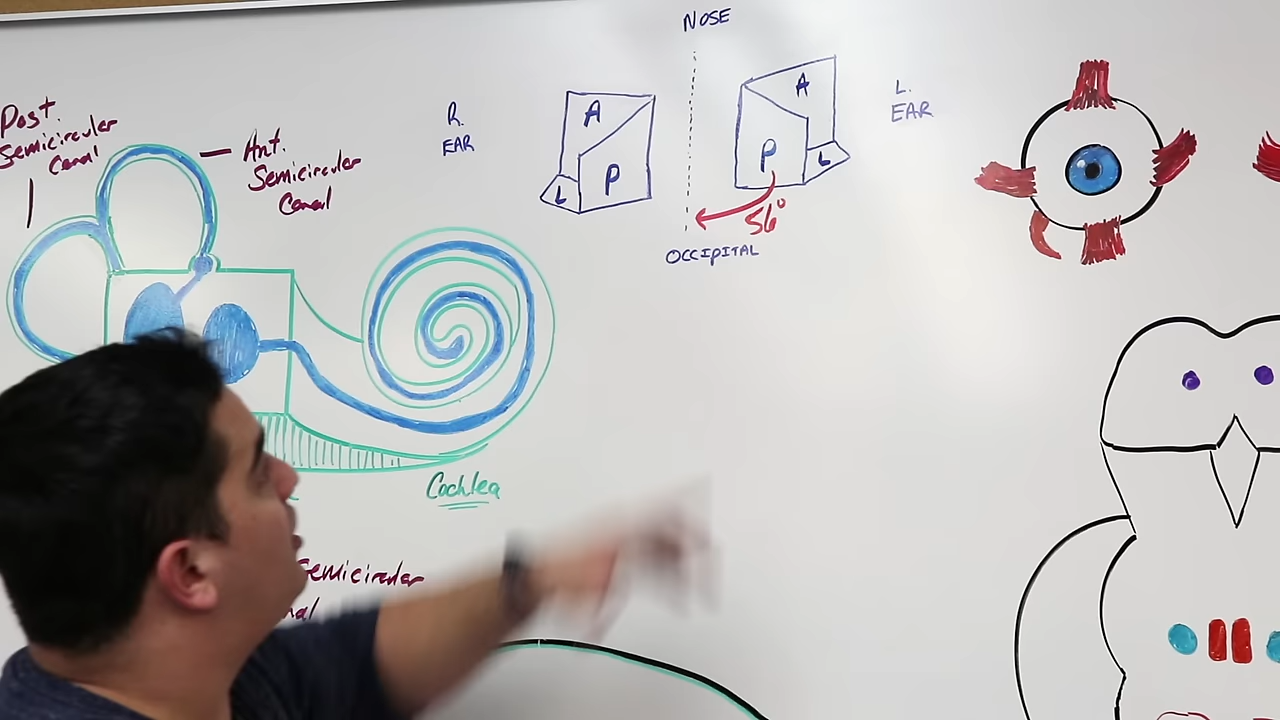 NOSE
Post.
Semicircular
Canal
Ant.
Semicircular
Canal
R.
EAR
A
P
L
A
P
L
L.
EAR
56°
OCCIPITAL
Cochlea
Semicircular